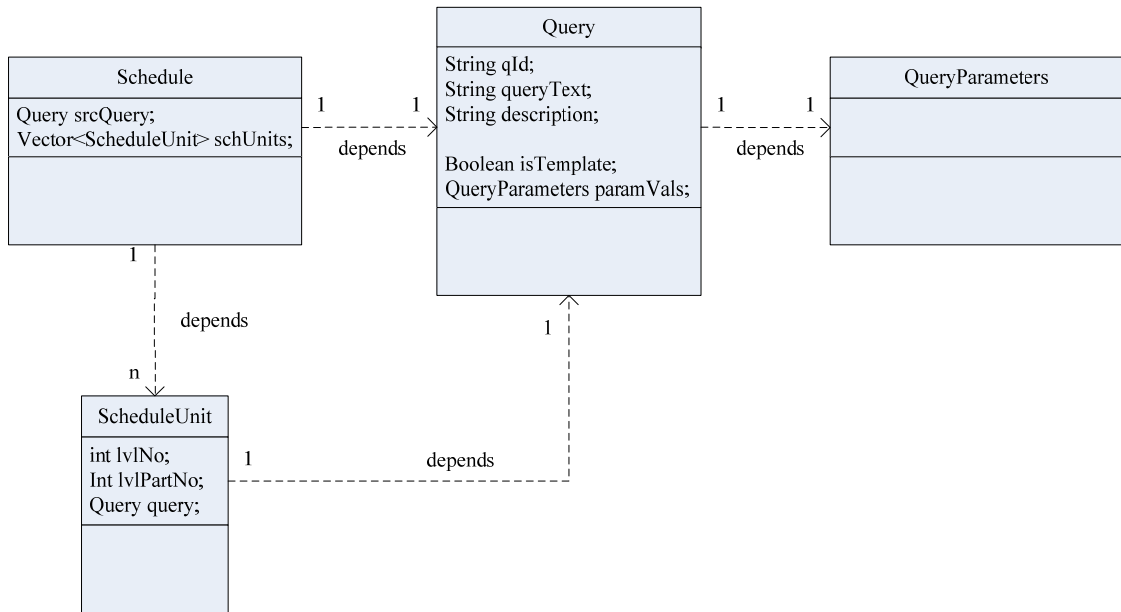 Schedule
Query srcQuery;
Vector<ScheduleUnit> schUnits;
1
1
depends
Query
String qId;
String queryText;
String description;
Boolean isTemplate;
QueryParameters paramVals;
1
1
depends
QueryParameters
1
depends
n
ScheduleUnit
int lvlNo;
Int lvlPartNo;
Query query;
1
depends
1